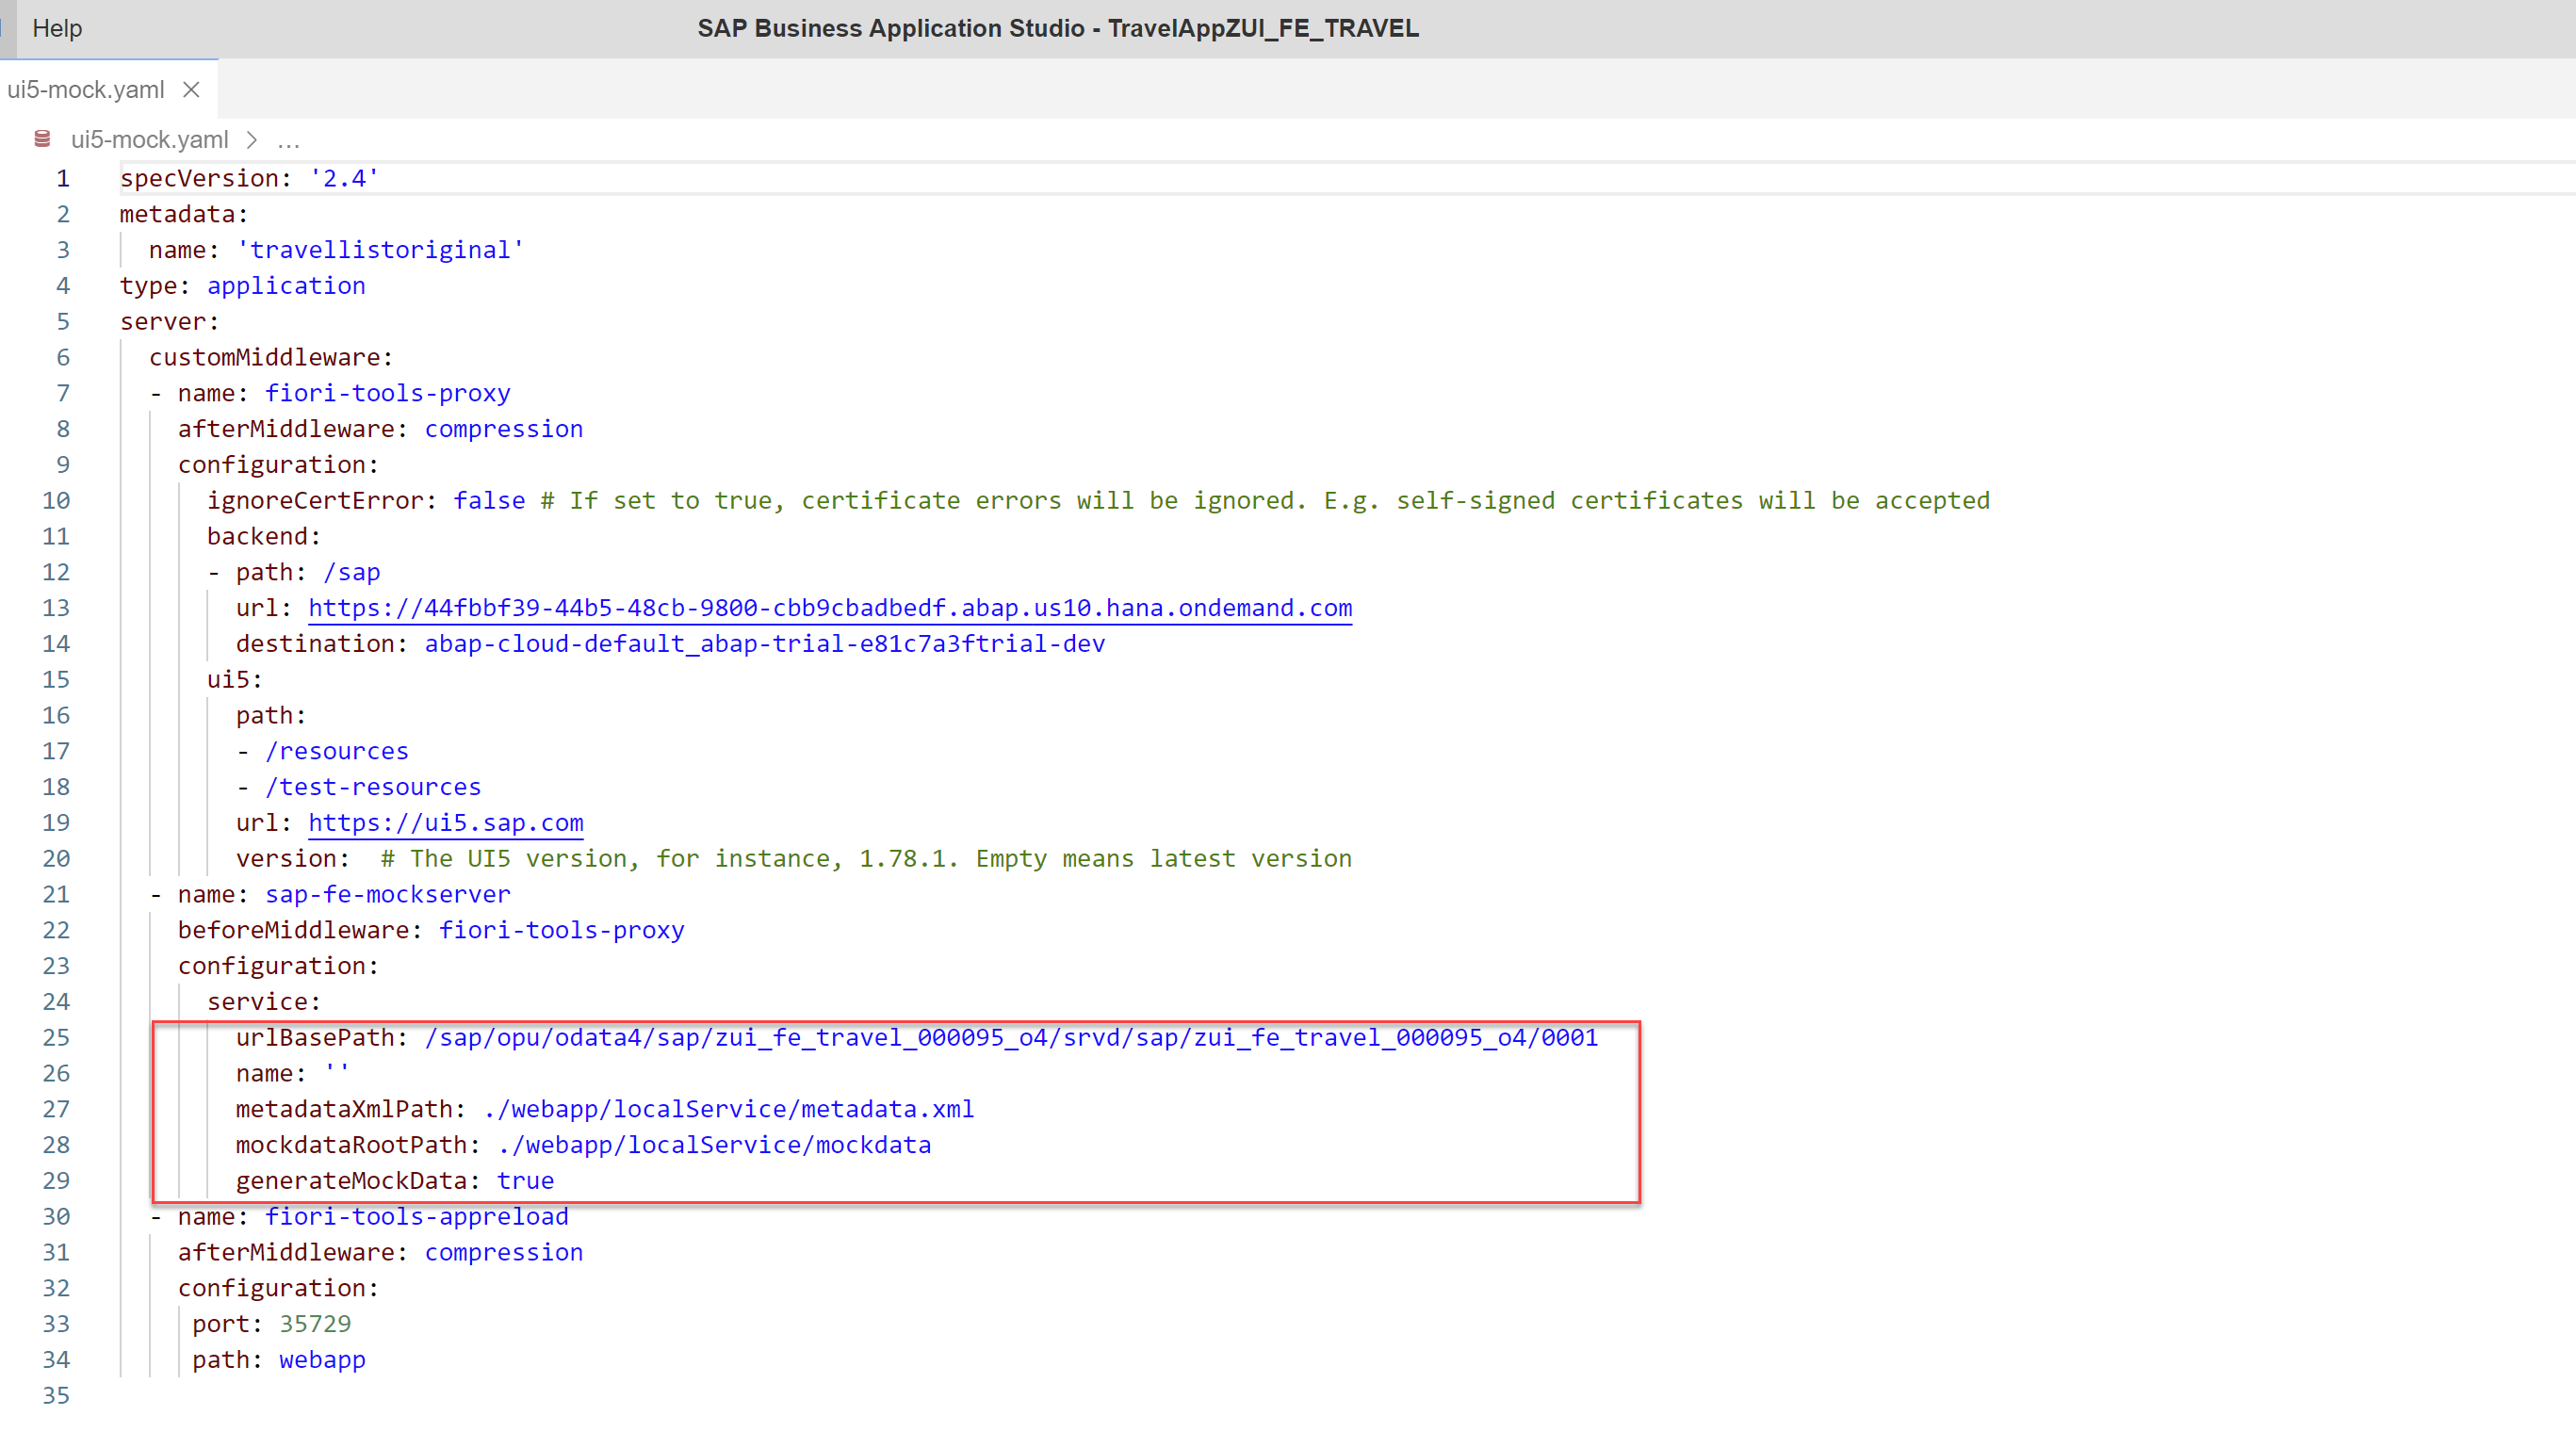 Help
SAP Business Application Studio - TravelAppZUI_FE_TRAVEL
ui5-mock.yaml
ui5-mock.yaml > ...
1 specVersion: '2.4'
2 metadata:
3 name: 'travellistoriginal'
4 type: application
5 server:
6 customMiddleware:
7 - name: fiori-tools-proxy
8 afterMiddleware: compression
9 configuration:
10 ignoreCertError: false # If set to true, certificate errors will be ignored. E.g. self-signed certificates will be accepted
11 backend:
12 - path: /sap
13 url: https://44fbbf39-44b5-48cb-9800-cbb9cbadbedf.abap.us10.hana.ondemand.com
14 destination: abap-cloud-default_abap-trial-e81c7a3ftrial-dev
15 ui5:
16 path:
17 - /resources
18 - /test-resources
19 url: https://ui5.sap.com
20 version:  # The UI5 version, for instance, 1.78.1. Empty means latest version
21 - name: sap-fe-mockserver
22 beforeMiddleware: fiori-tools-proxy
23 configuration:
24 service:
25 urlBasePath: /sap/opu/odata4/sap/zui_fe_travel_000095_o4/srvd/sap/zui_fe_travel_000095_o4/0001
26 name: ''
27 metadataXmlPath: ./webapp/localService/metadata.xml
28 mockdataRootPath: ./webapp/localService/mockdata
29 generateMockData: true
30 - name: fiori-tools-appreload
31 afterMiddleware: compression
32 configuration:
33 port: 35729
34 path: webapp
35